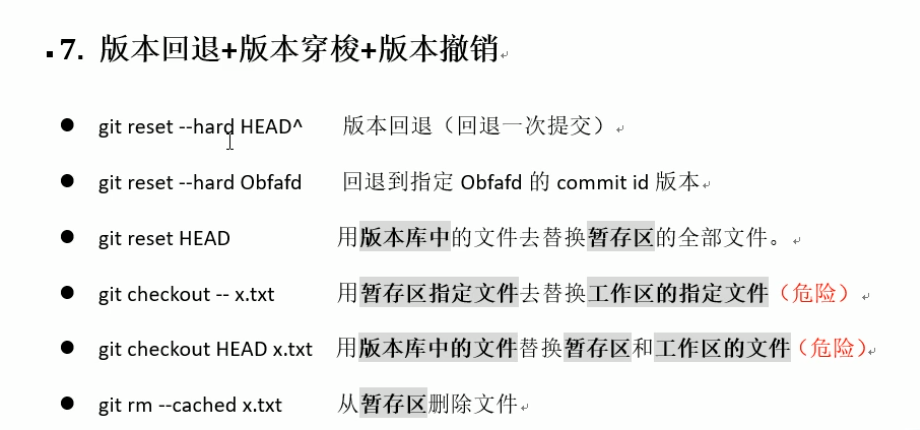 7. 版本回退+版本穿梭+版本撤销
git reset --hard HEAD^ 版本回退（回退一次提交）
git reset --hard Obfafd 回退到指定 Obfafd 的 commit id 版本
git reset HEAD 用版本库中的文件去替换暂存区的全部文件。
git checkout -- x.txt 用暂存区指定文件去替换工作区的指定文件（危险）
git checkout HEAD x.txt 用版本库中的文件替换暂存区和工作区的文件（危险）
git rm --cached x.txt 从暂存区删除文件